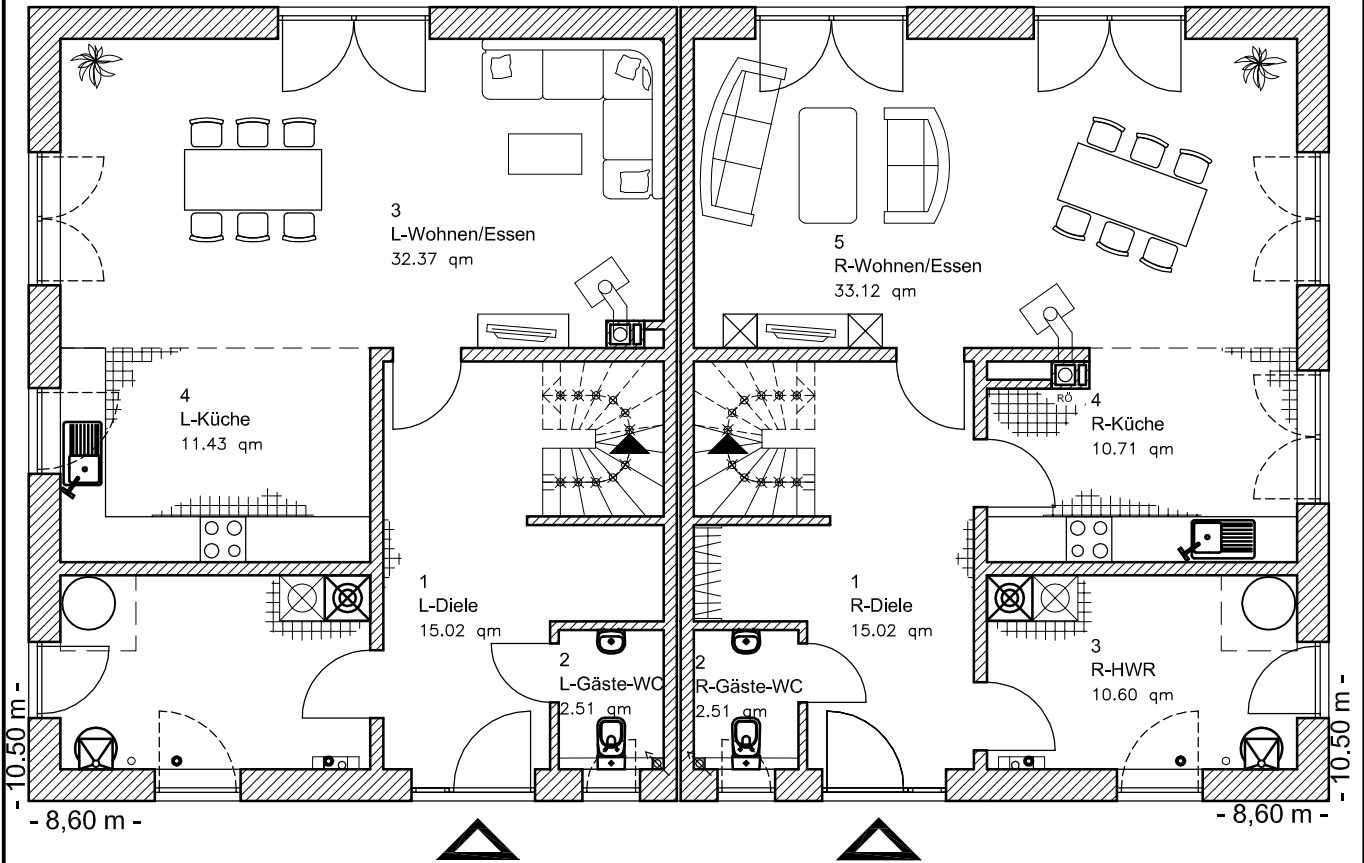 3
L-Wohnen/Essen
32.37 qm
5
R-Wohnen/Essen
33.12 qm
4
L-Küche
11.43 qm
RÖ
4
R-Küche
10.71 qm
1
L-Diele
15.02 qm
1
R-Diele
15.02 qm
2
L-Gäste-WC
2.51 qm
2
R-Gäste-WC
2.51 qm
3
R-HWR
10.60 qm
- 10.50 m -
- 10.50 m -
- 8,60 m -
- 8,60 m -